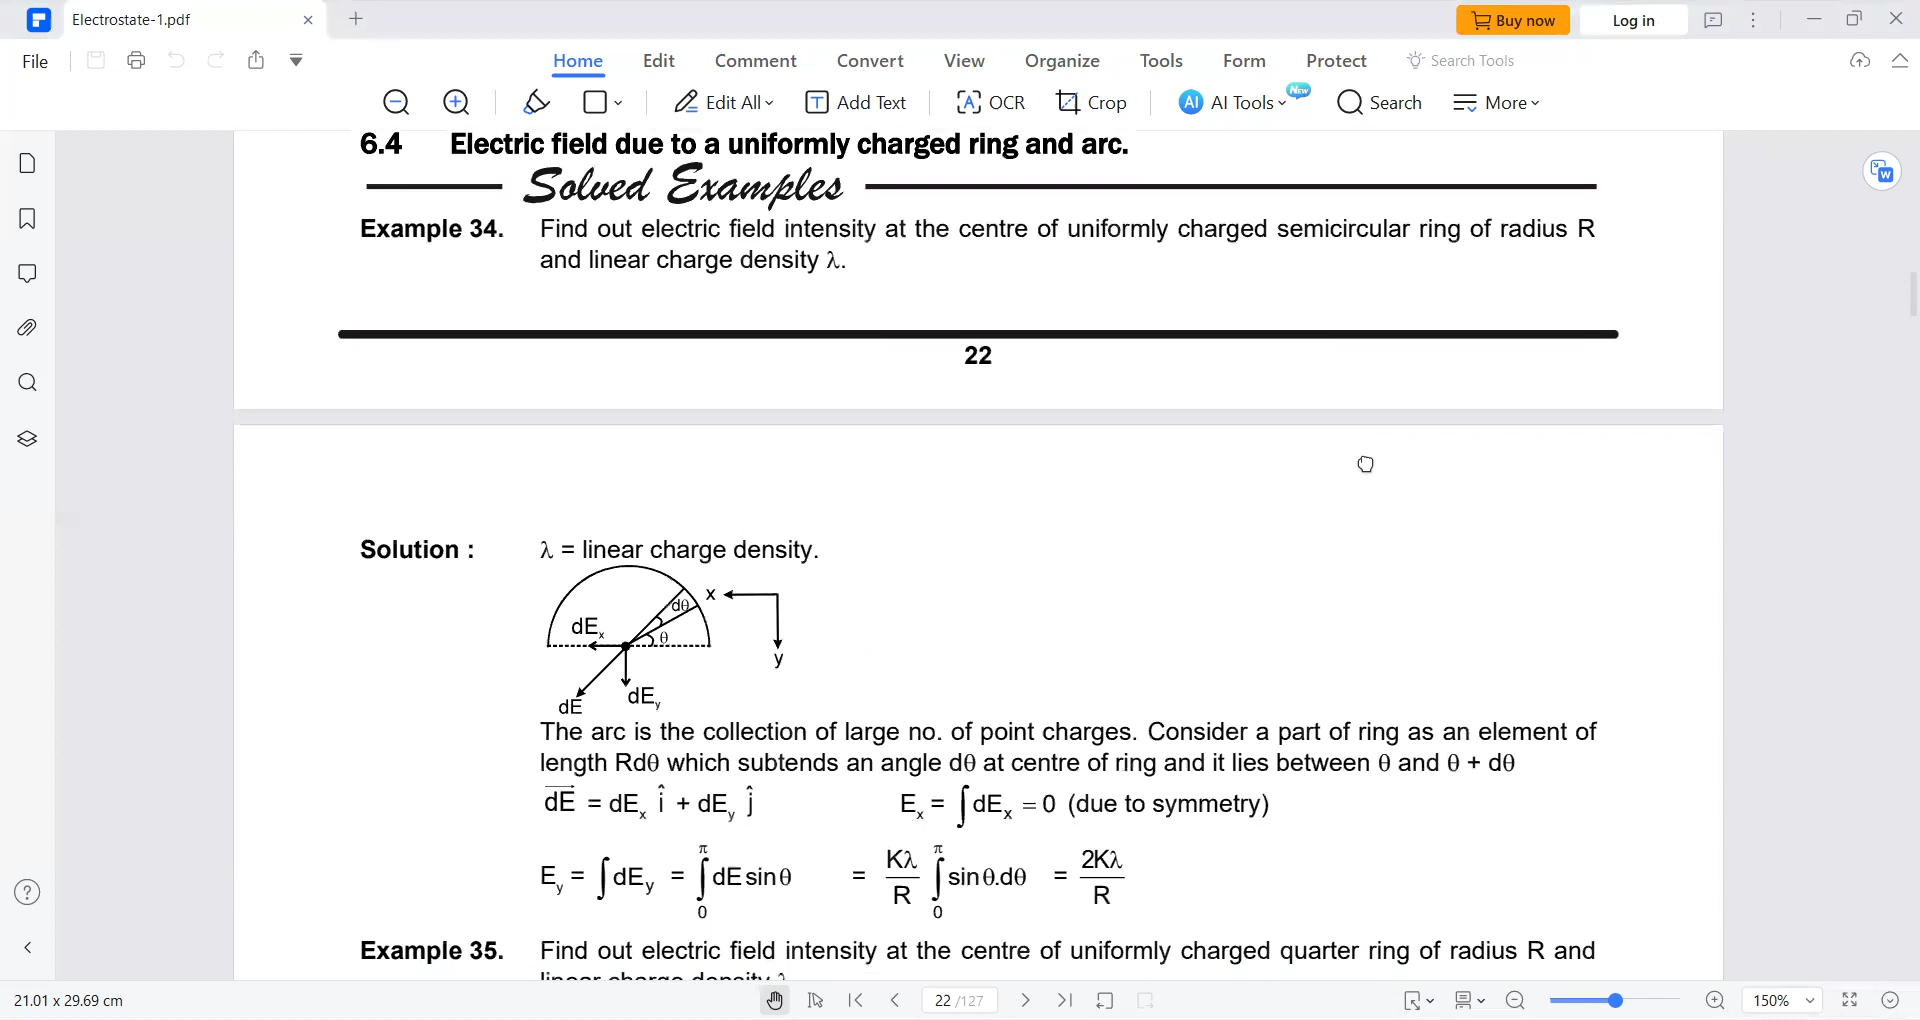 Electrostate-1.pdf
Buy now
Log in
File
Home Edit Comment Convert View Organize Tools Form Protect Search Tools
Edit All Add Text OCR Crop AI AI Tools New Search More
6.4 Electric field due to a uniformly charged ring and arc.
Solved Examples
Example 34. Find out electric field intensity at the centre of uniformly charged semicircular ring of radius R
and linear charge density λ.
22
Solution : λ = linear charge density.
x
dθ
dEx
θ
y
dE
dEy
The arc is the collection of large no. of point charges. Consider a part of ring as an element of
length Rdθ which subtends an angle dθ at centre of ring and it lies between θ and θ + dθ
dE = dEx î + dEy ĵ Ex = ∫dEx = 0 (due to symmetry)
Ey = ∫dEy = ∫₀^π dE sinθ = Kλ/R ∫₀^π sinθ.dθ = 2Kλ/R
Example 35. Find out electric field intensity at the centre of uniformly charged quarter ring of radius R and
linear charge density λ
21.01 x 29.69 cm
22 /127
150%